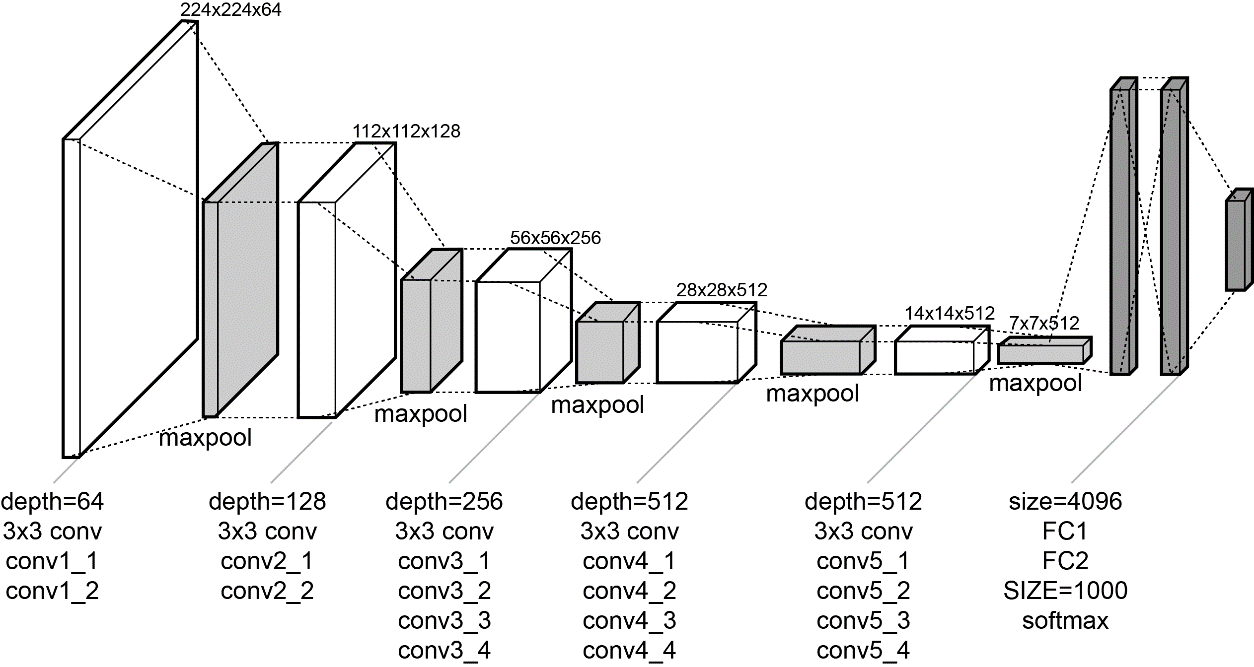 224x224x64
112x112x128
56x56x256
28x28x512
14x14x512
7x7x512
maxpool
maxpool
maxpool
maxpool
maxpool
depth=64
3x3 conv
conv1_1
conv1_2
depth=128
3x3 conv
conv2_1
conv2_2
depth=256
3x3 conv
conv3_1
conv3_2
conv3_3
conv3_4
depth=512
3x3 conv
conv4_1
conv4_2
conv4_3
conv4_4
depth=512
3x3 conv
conv5_1
conv5_2
conv5_3
conv5_4
size=4096
FC1
FC2
SIZE=1000
softmax